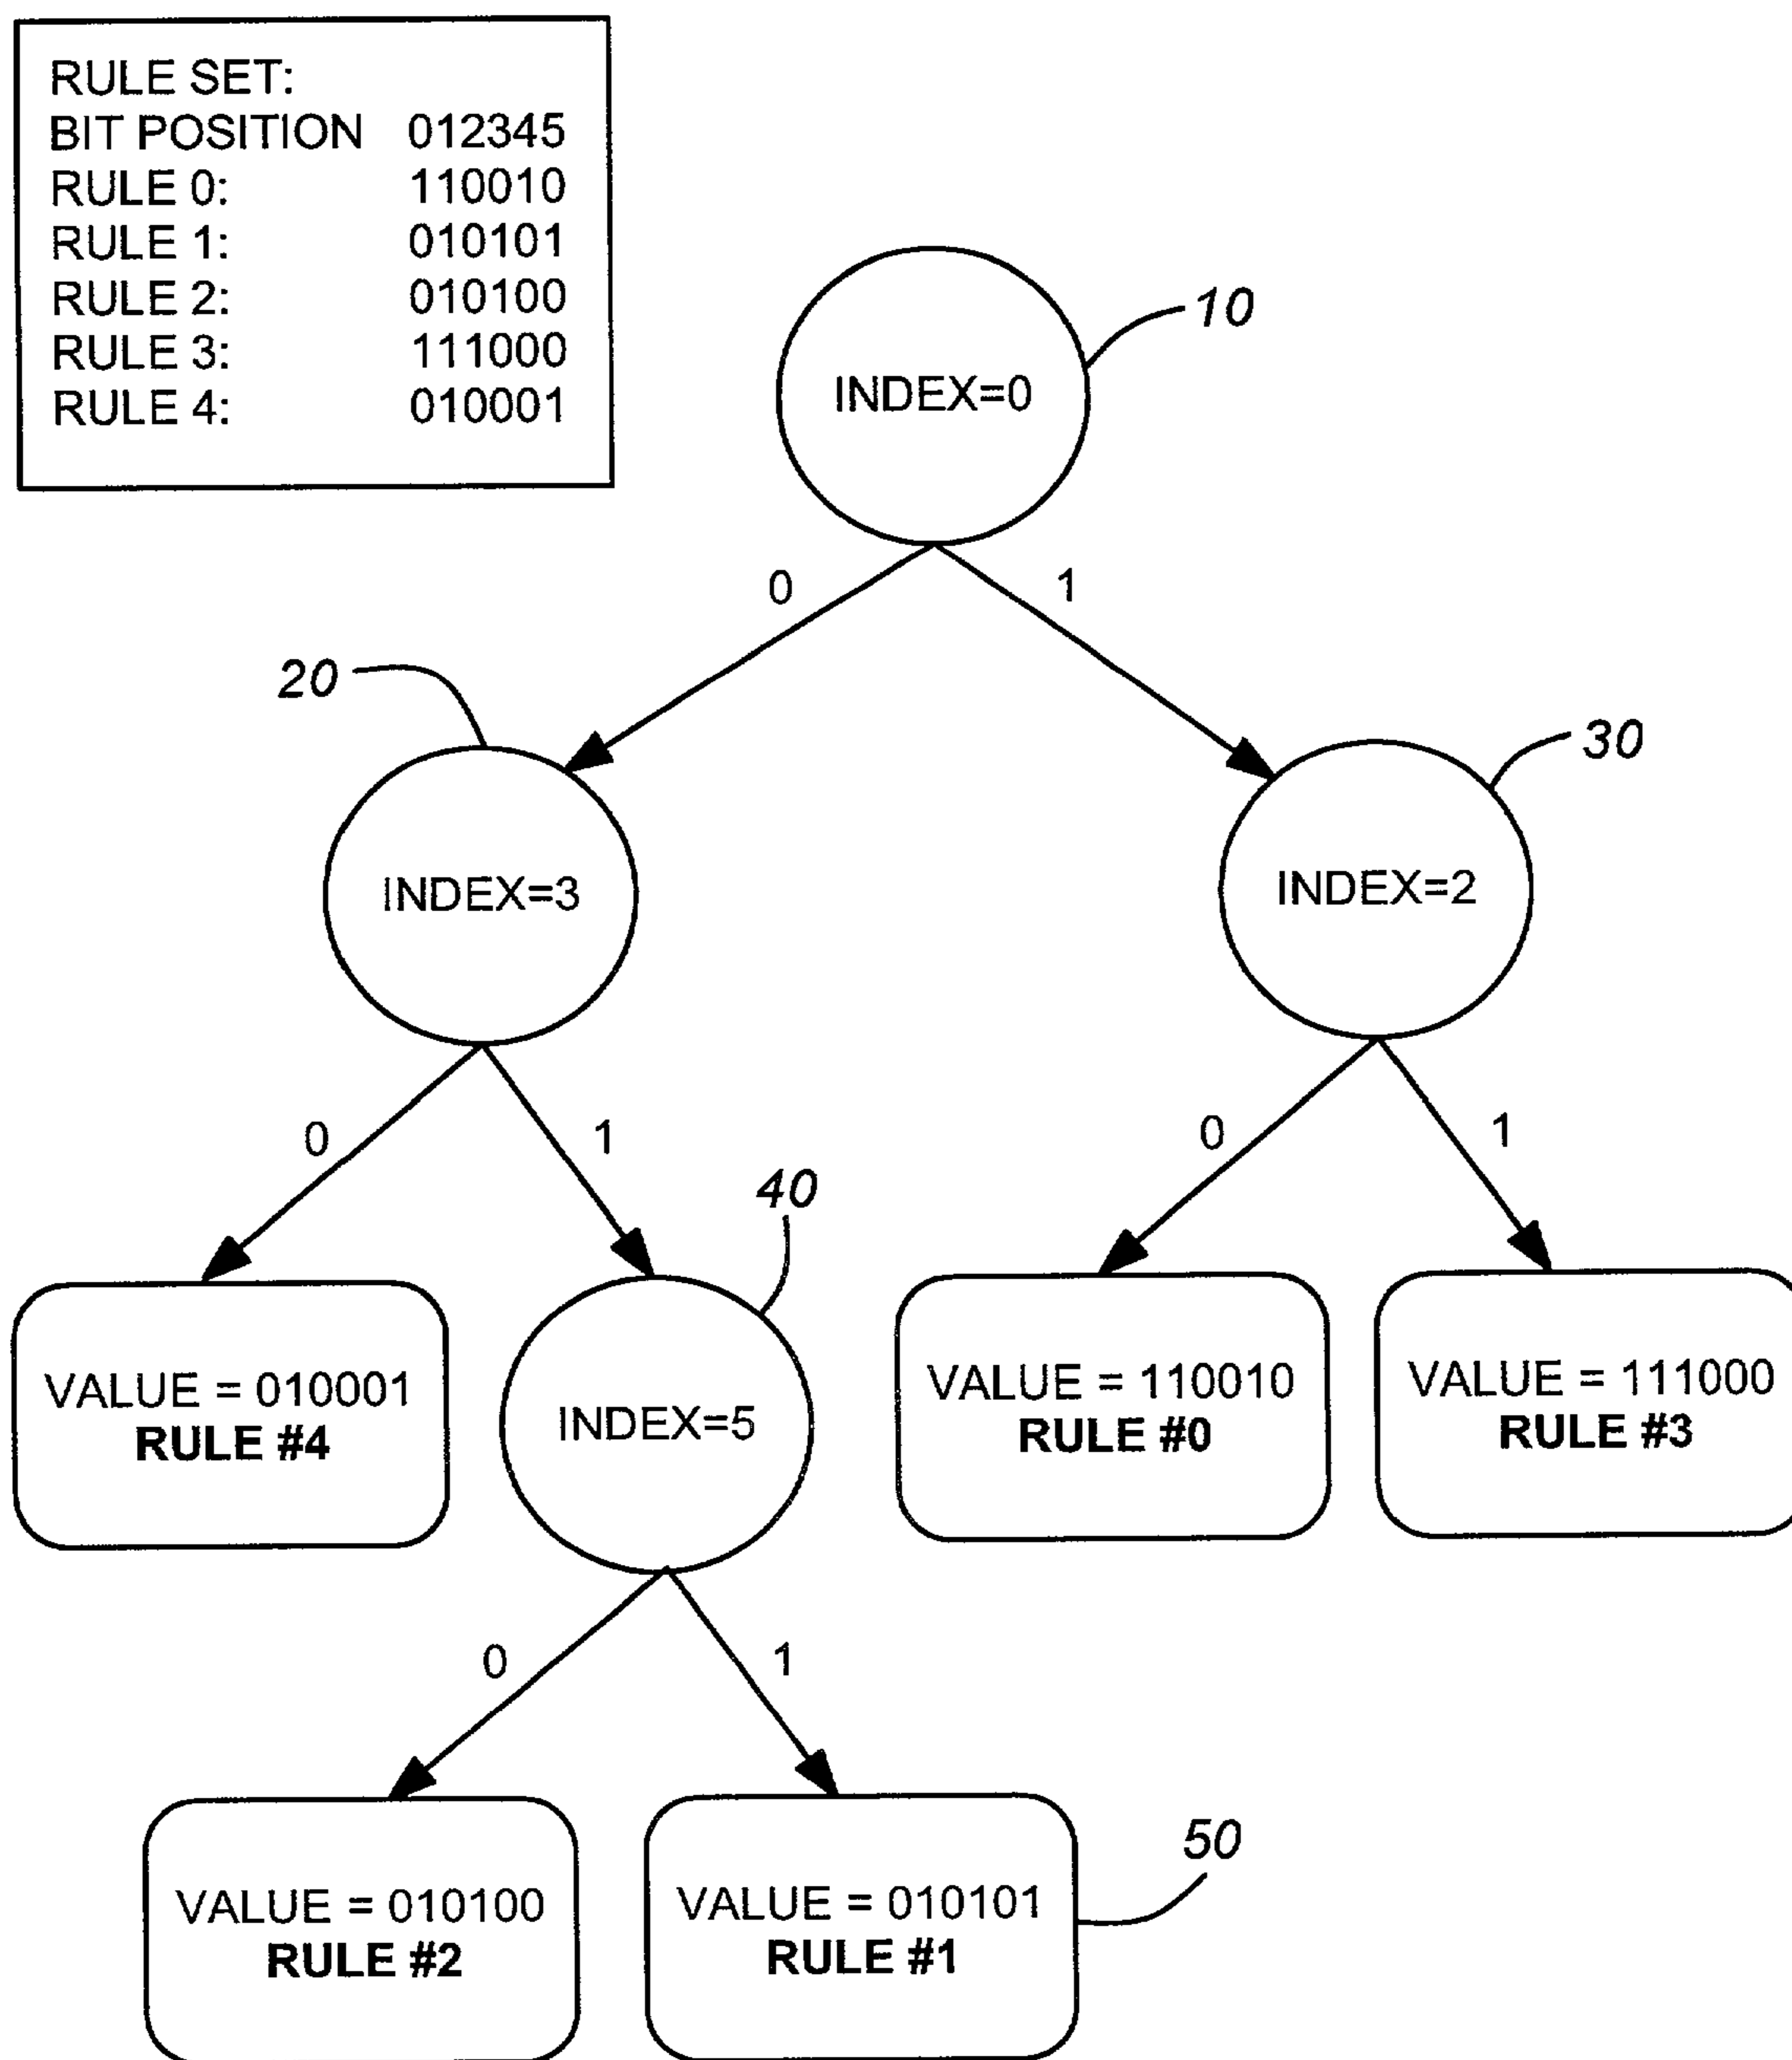 RULE SET:
BIT POSITION 012345
RULE 0: 110010
RULE 1: 010101
RULE 2: 010100
RULE 3: 111000
RULE 4: 010001
10
INDEX=0
0
1
20
30
INDEX=3
INDEX=2
0
1
0
1
40
VALUE = 010001
RULE #4
INDEX=5
VALUE = 110010
RULE #0
VALUE = 111000
RULE #3
0
1
50
VALUE = 010100
RULE #2
VALUE = 010101
RULE #1